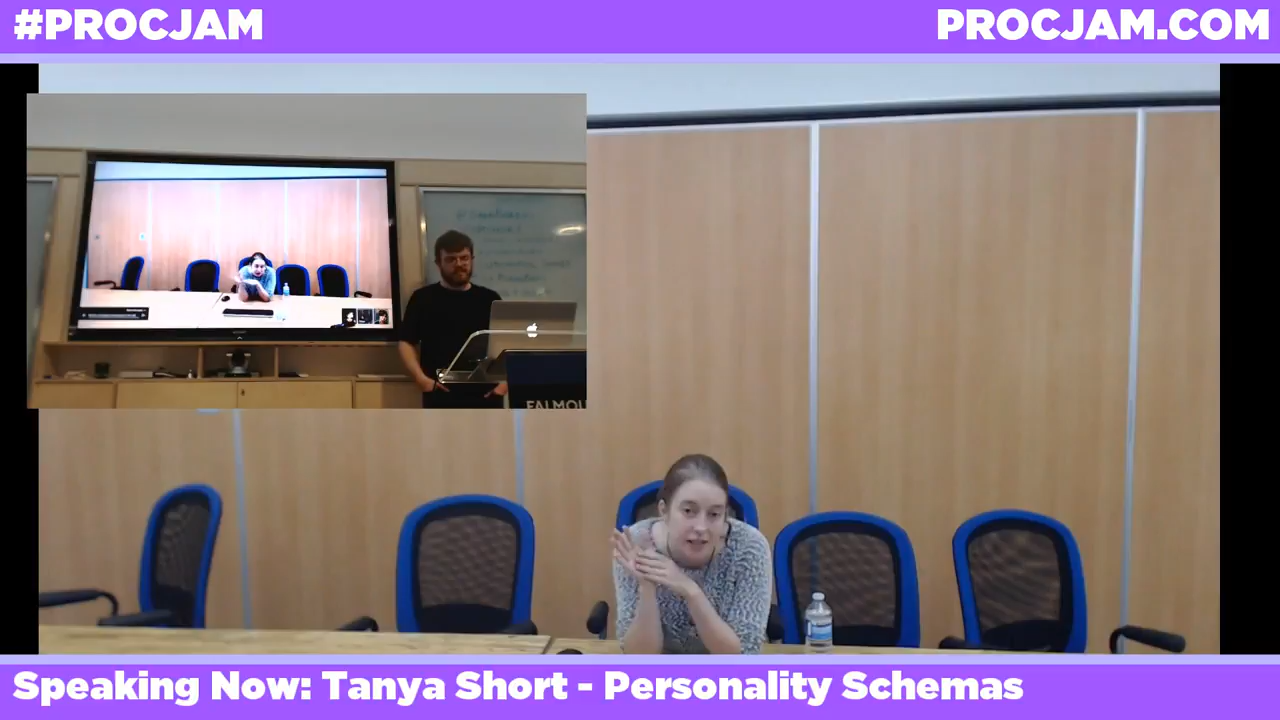 #PROCJAM
PROCJAM.COM
Speaking Now: Tanya Short - Personality Schemas